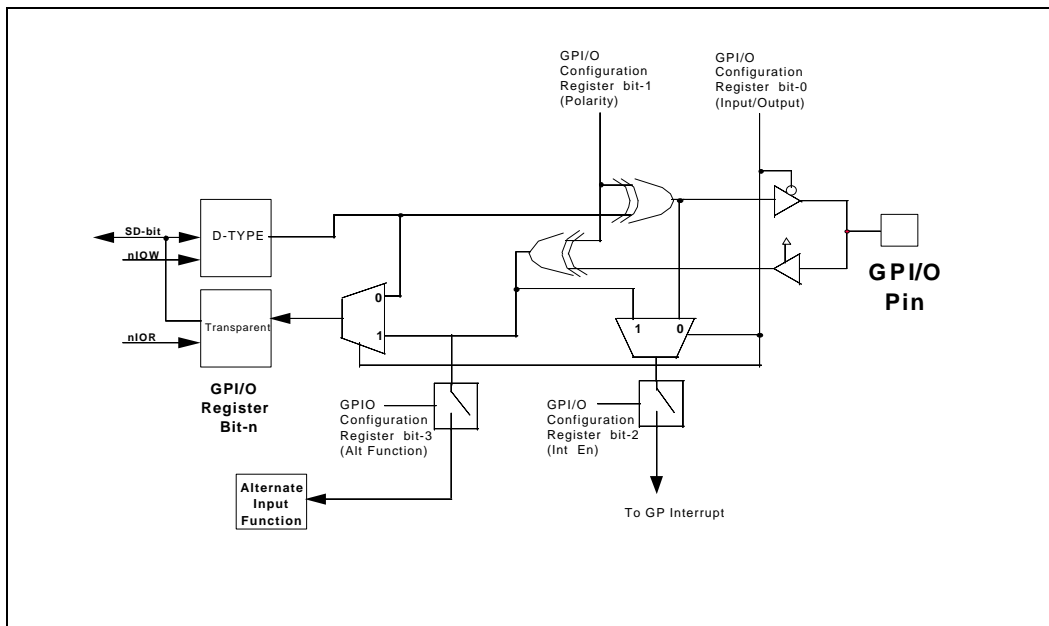 GPI/O
Configuration
Register bit-1
(Polarity)
GPI/O
Configuration
Register bit-0
(Input/Output)
SD-bit
D-TYPE
nIOW
GPI/O
Pin
0
1
1
0
Transparent
nIOR
GPI/O
Register
Bit-n
GPIO
Configuration
Register bit-3
(Alt Function)
GPI/O
Configuration
Register bit-2
(Int En)
Alternate
Input
Function
To GP Interrupt